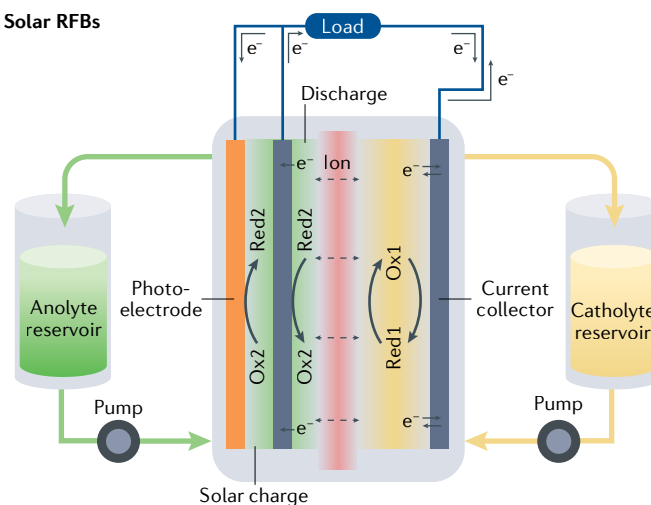 Solar RFBs
Load
e⁻
e⁻
e⁻
e⁻
Discharge
e⁻
Ion
e⁻
Red2
Red2
Ox1
Anolyte
reservoir
Photo-
electrode
Current
collector
Catholyte
reservoir
Ox2
Ox2
Red1
Pump
Pump
e⁻
e⁻
Solar charge